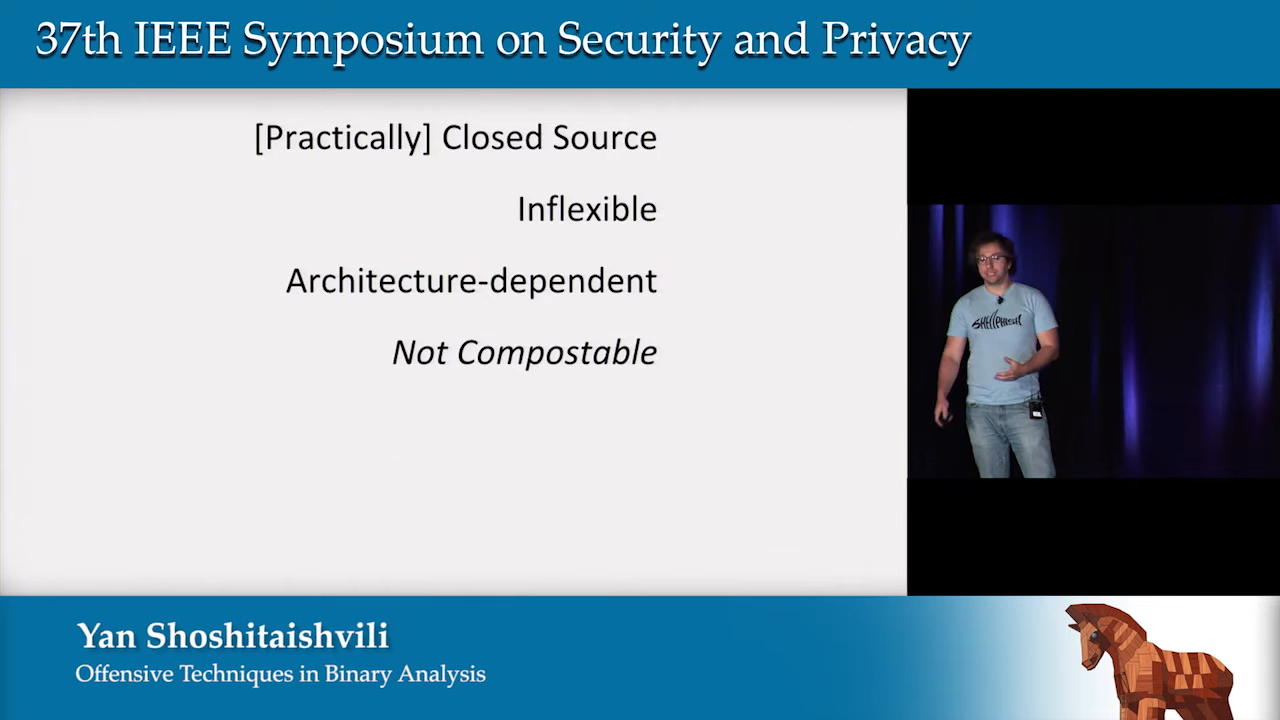 37th IEEE Symposium on Security and Privacy
[Practically] Closed Source
Inflexible
Architecture-dependent
Not Compostable
SHELLPHISH
Yan Shoshitaishvili
Offensive Techniques in Binary Analysis